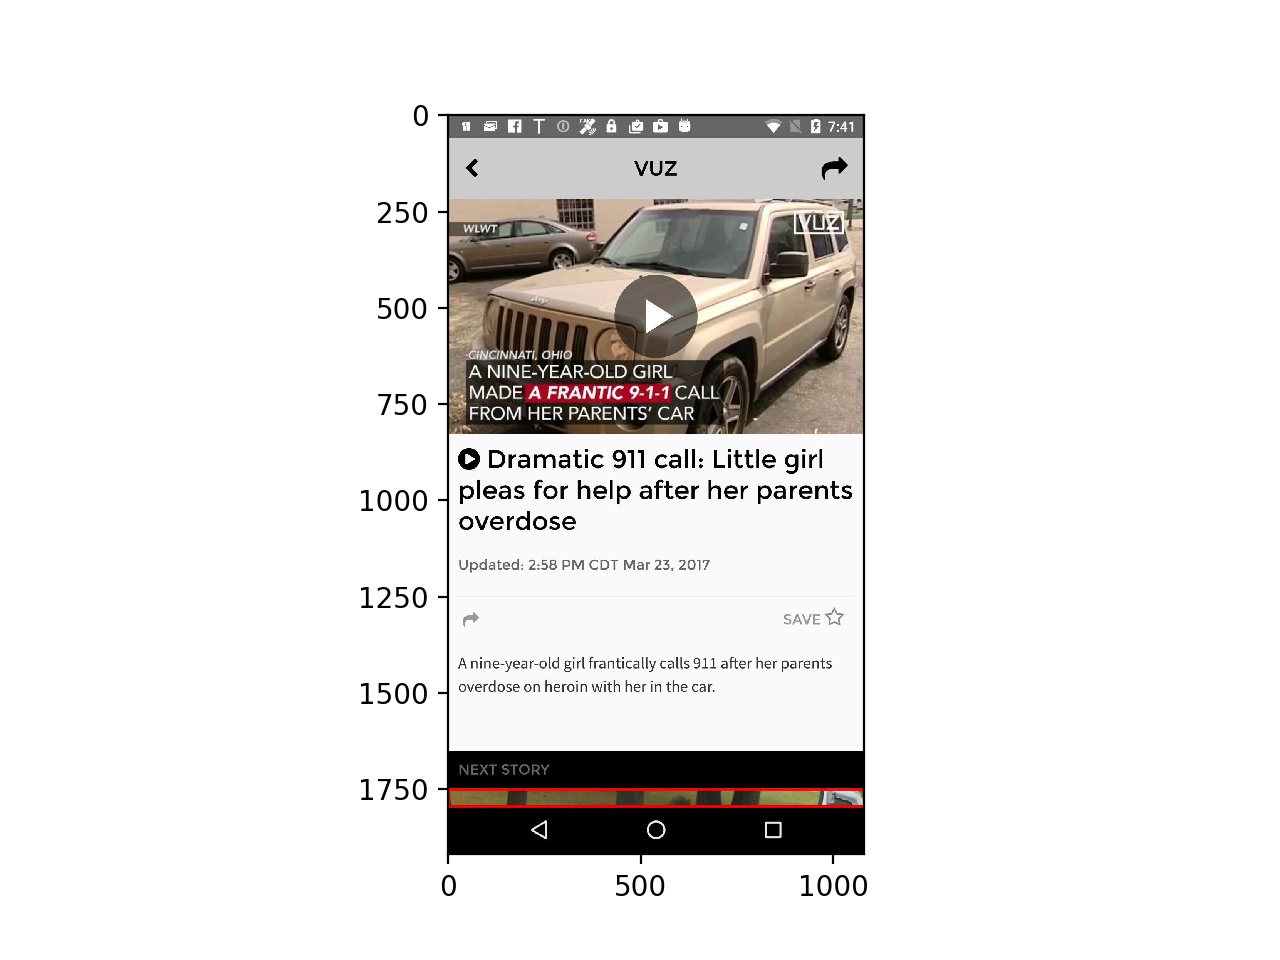 0
7:41
VUZ
250
WLWT
VUZ
500
CINCINNATI, OHIO
A NINE-YEAR-OLD GIRL
MADE A FRANTIC 9-1-1 CALL
750
FROM HER PARENTS' CAR
Dramatic 911 call: Little girl
1000
pleas for help after her parents
overdose
Updated: 2:58 PM CDT Mar 23, 2017
1250
SAVE
A nine-year-old girl frantically calls 911 after her parents
overdose on heroin with her in the car.
1500
NEXT STORY
1750
0 500 1000